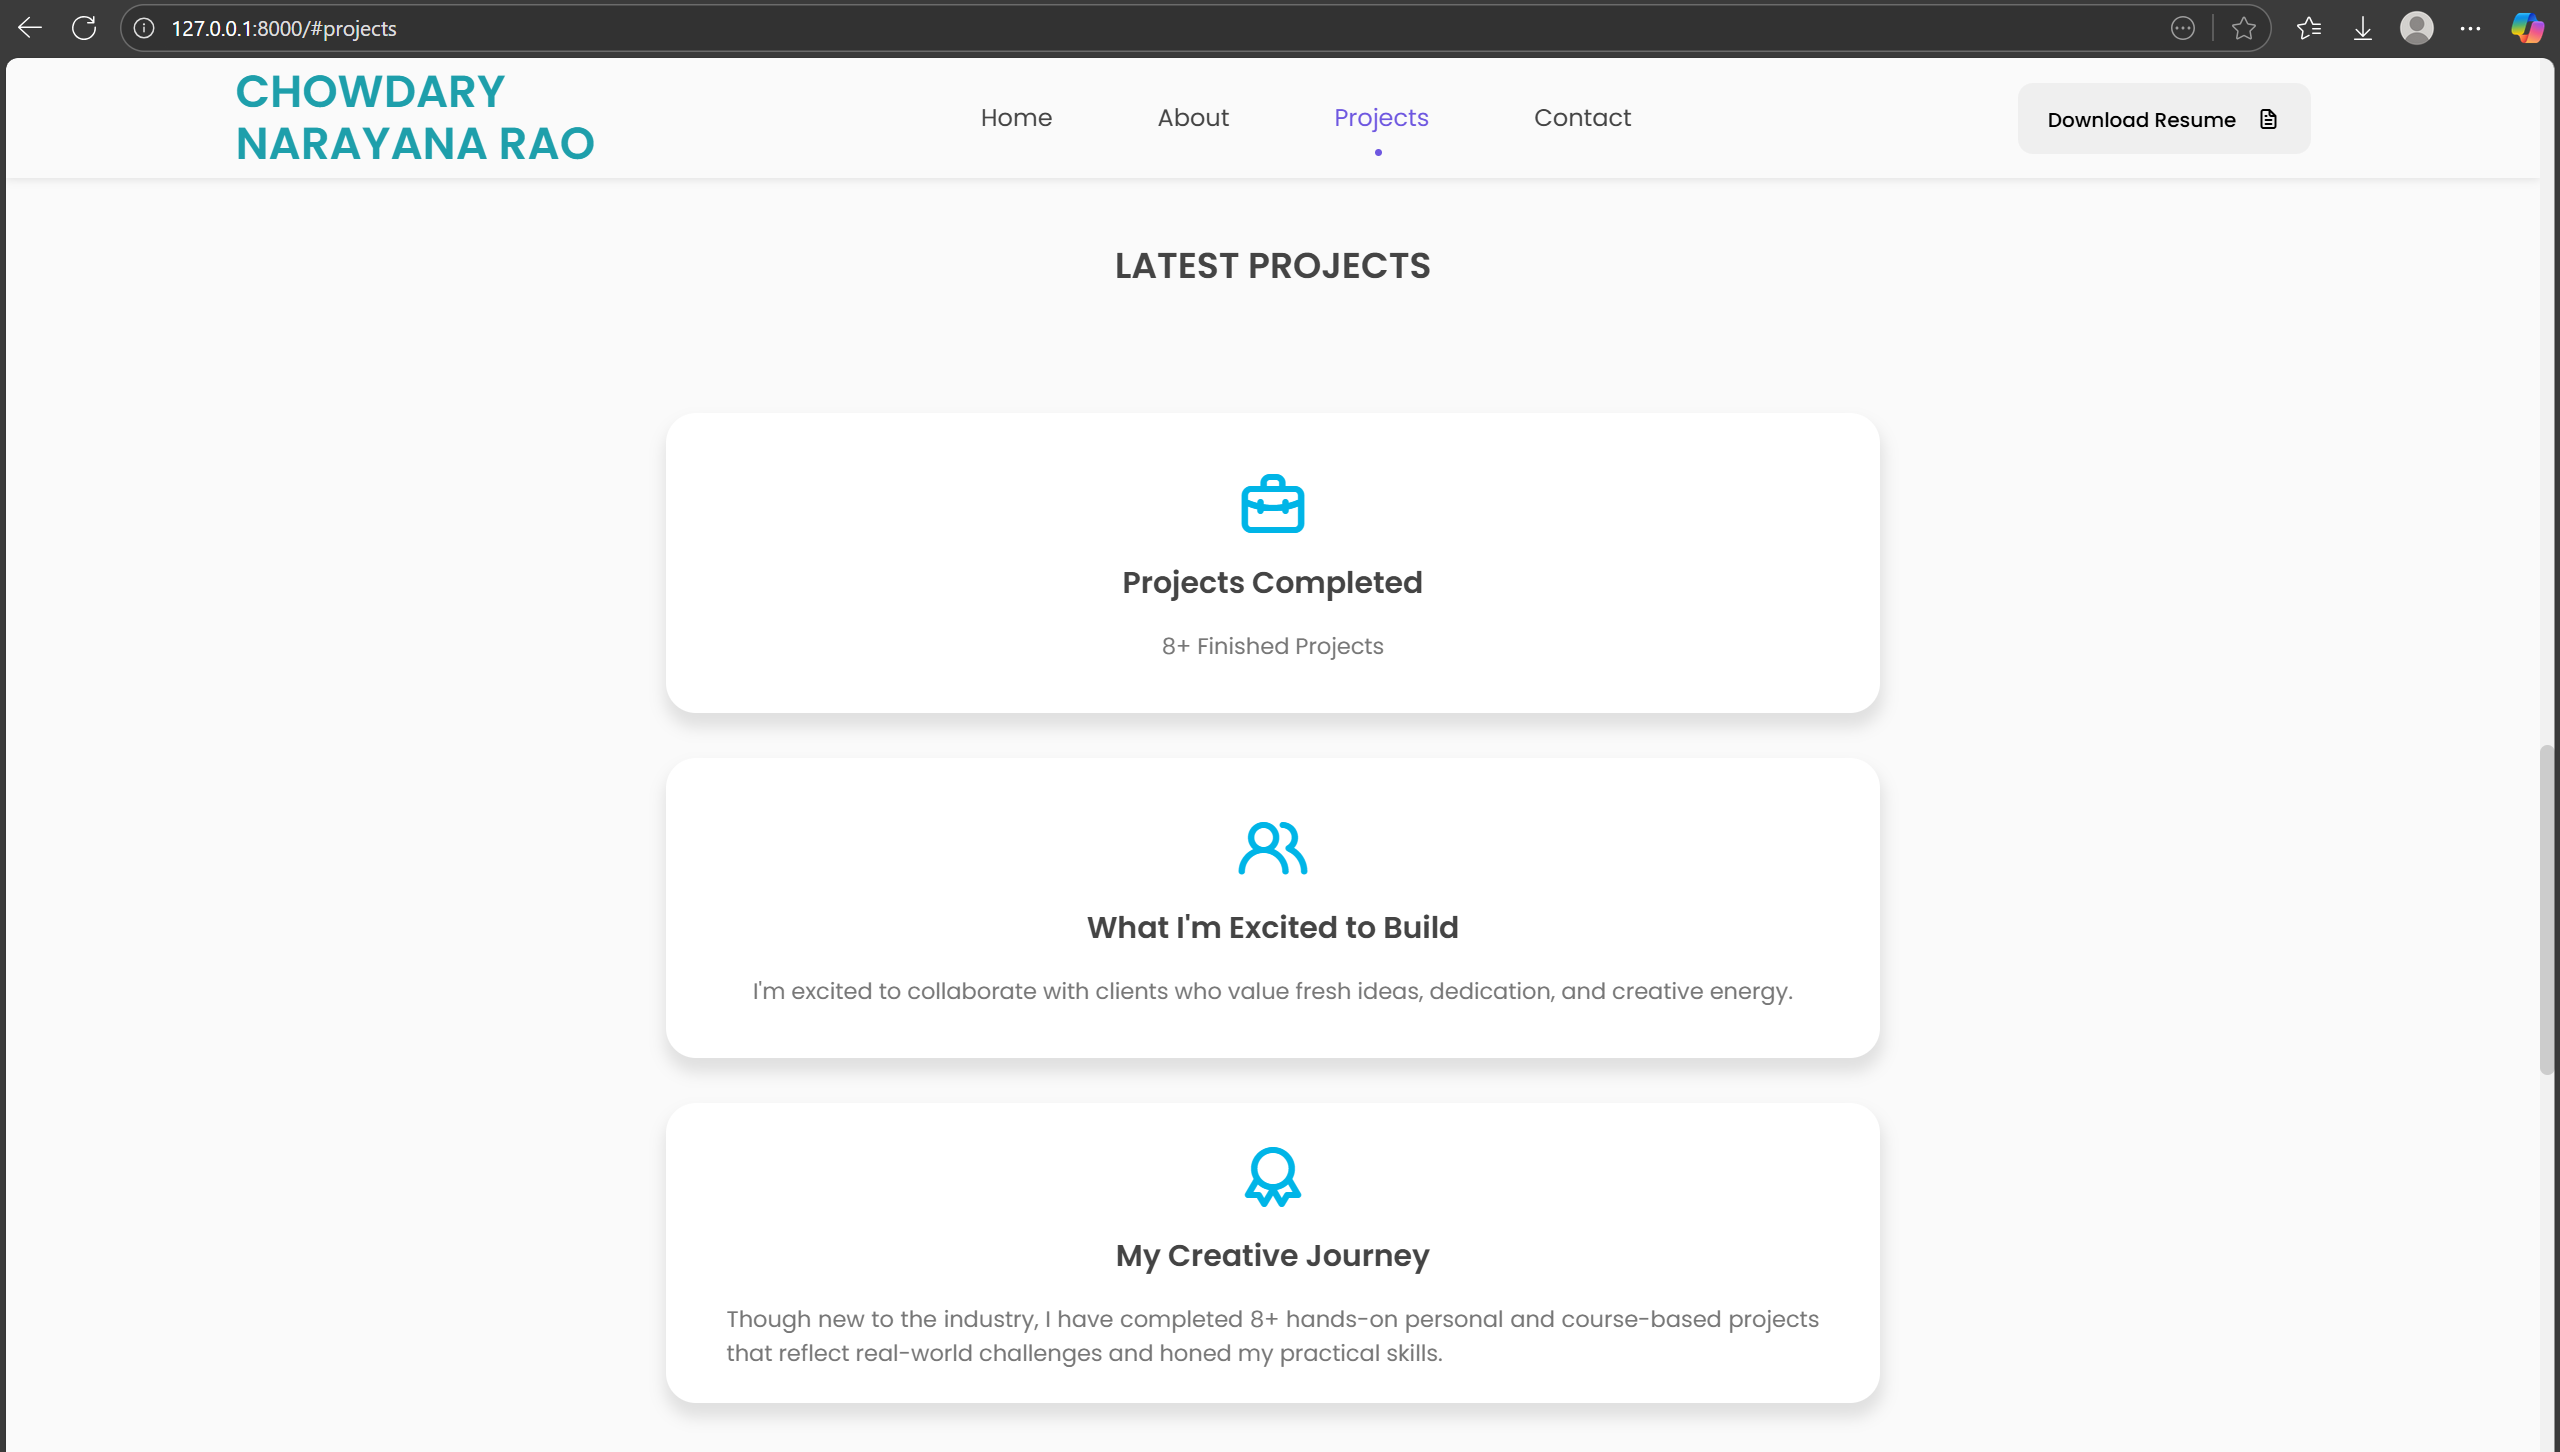 127.0.0.1:8000/#projects
CHOWDARY
NARAYANA RAO
Home
About
Projects
Contact
Download Resume
LATEST PROJECTS
Projects Completed
8+ Finished Projects
What I'm Excited to Build
I'm excited to collaborate with clients who value fresh ideas, dedication, and creative energy.
My Creative Journey
Though new to the industry, I have completed 8+ hands-on personal and course-based projects
that reflect real-world challenges and honed my practical skills.